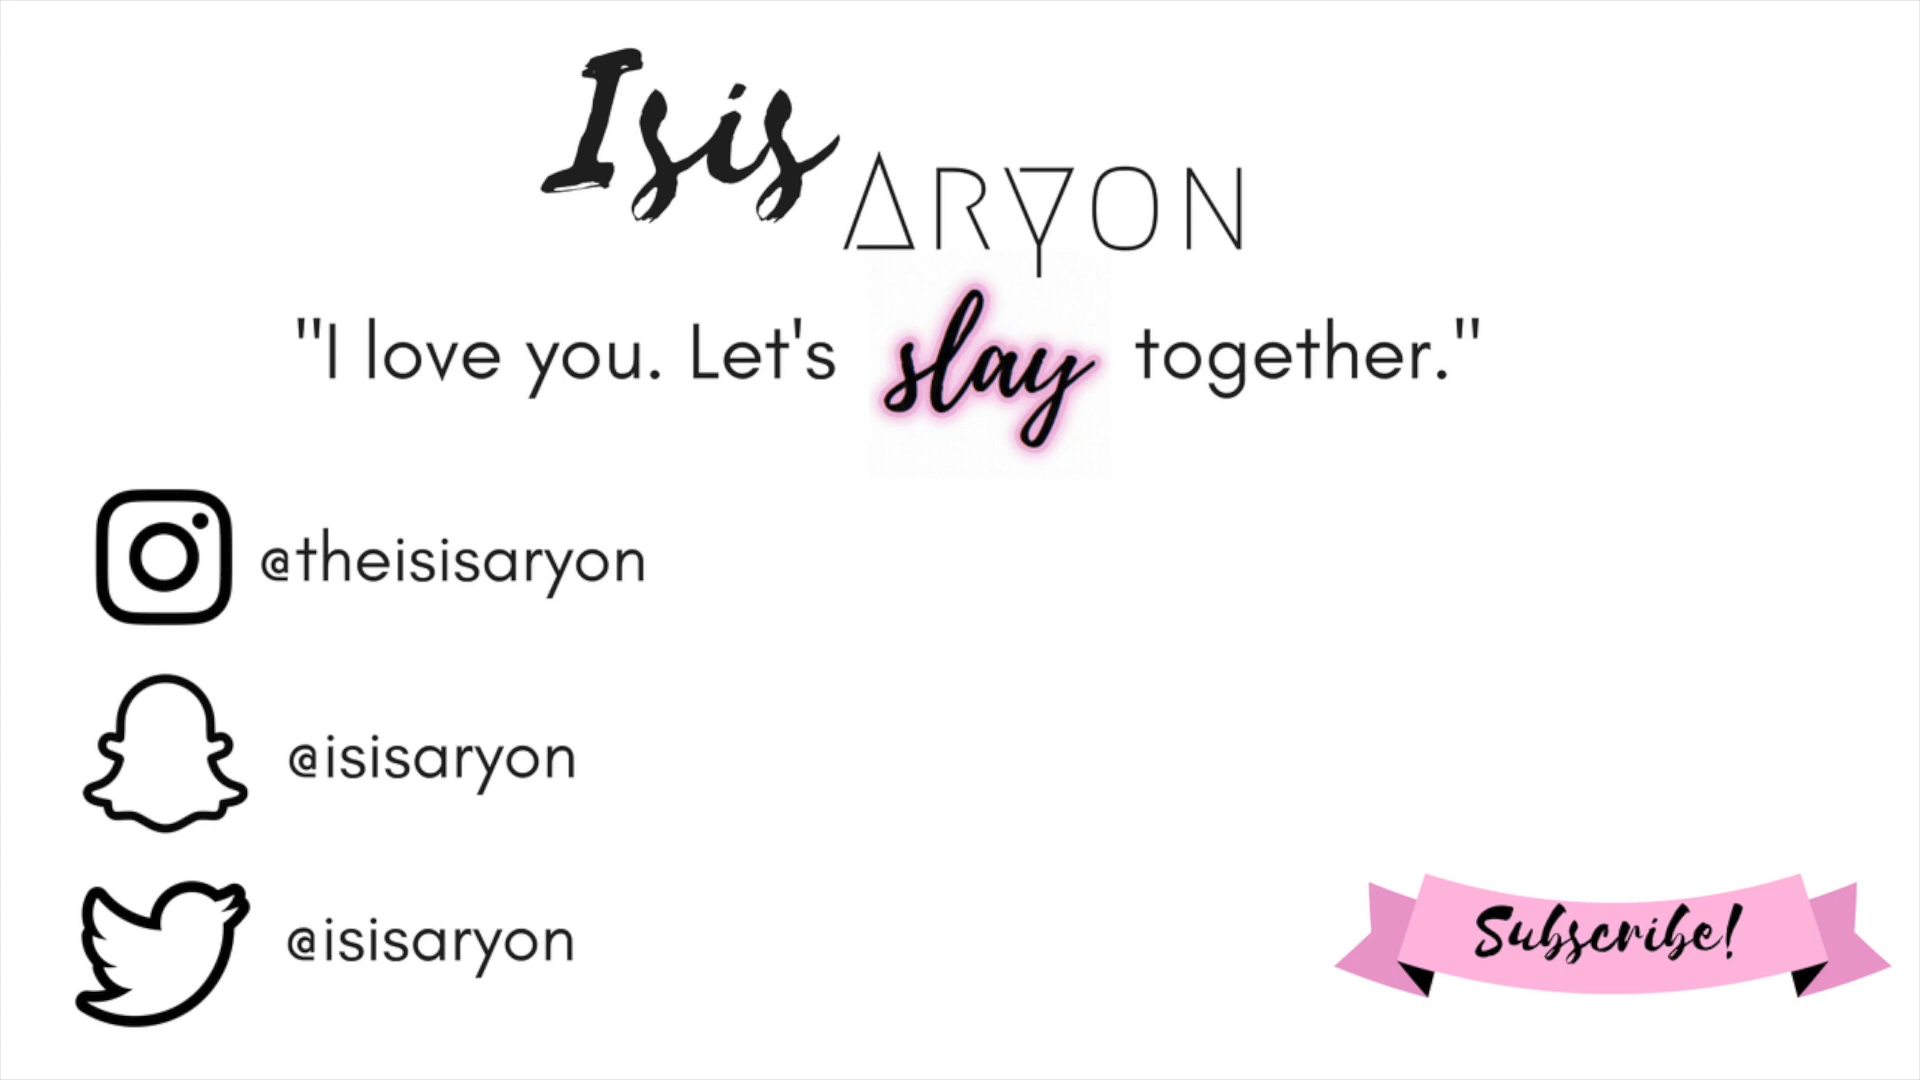 Isis ARYON
"I love you. Let's slay together."
@theisisaryon
@isisaryon
@isisaryon
Subscribe!